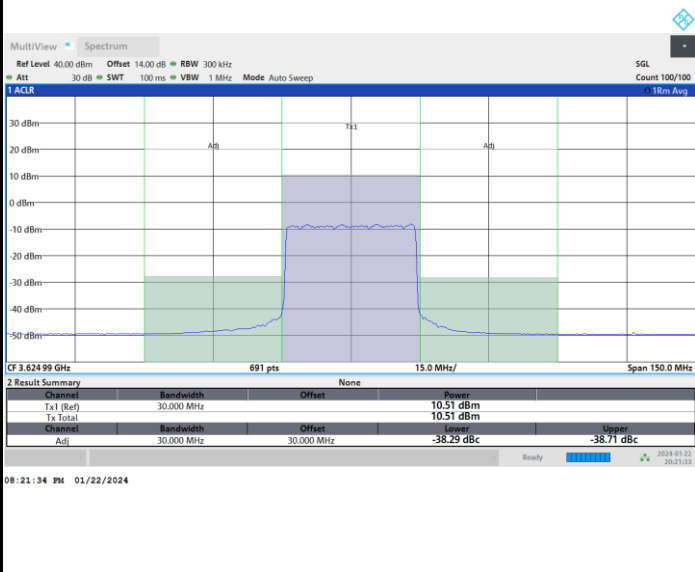 MultiView Spectrum
Ref Level 40.00 dBm Offset 14.00 dB RBW 300 kHz SGL
Att 30 dB SWT 100 ms VBW 1 MHz Mode Auto Sweep Count 100/100
1 ACLR 1Rm Avg
30 dBm
Tx1
20 dBm
Adj Adj
10 dBm
0 dBm
-10 dBm
-20 dBm
-30 dBm
-40 dBm
-50 dBm
CF 3.624 99 GHz 691 pts 15.0 MHz/ Span 150.0 MHz
2 Result Summary None
Channel Bandwidth Offset Power
Tx1 (Ref) 30.000 MHz 10.51 dBm
Tx Total 10.51 dBm
Channel Bandwidth Offset Lower Upper
Adj 30.000 MHz 30.000 MHz -38.29 dBc -38.71 dBc
Ready 2024-01-22
20:21:33
08:21:34 PM 01/22/2024